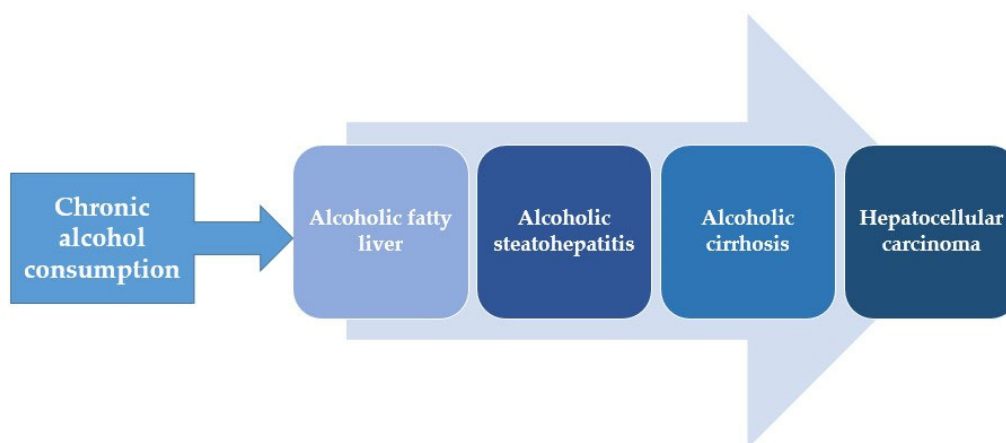 Chronic
alcohol
consumption
Alcoholic fatty
liver
Alcoholic
steatohepatitis
Alcoholic
cirrhosis
Hepatocellular
carcinoma